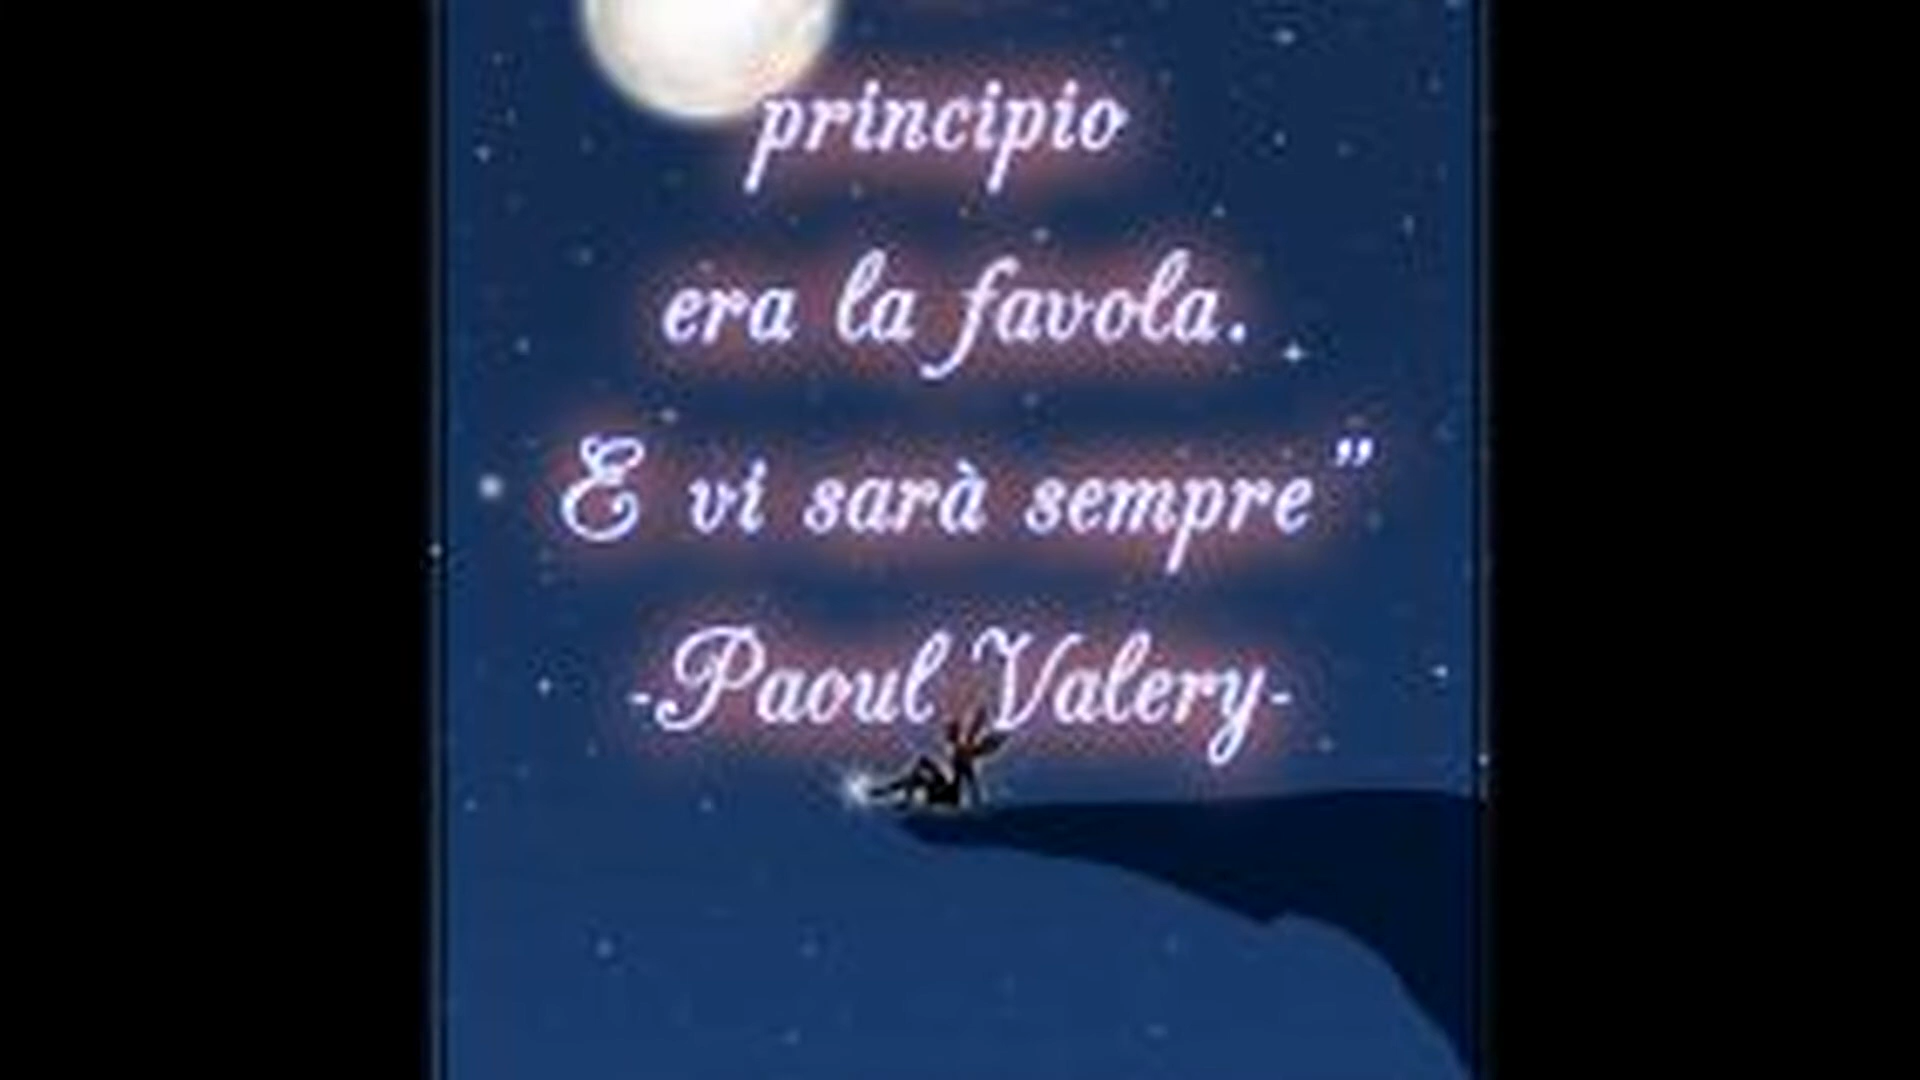 principio
era la favola.
E vi sarà sempre”
-Paoul Valery-